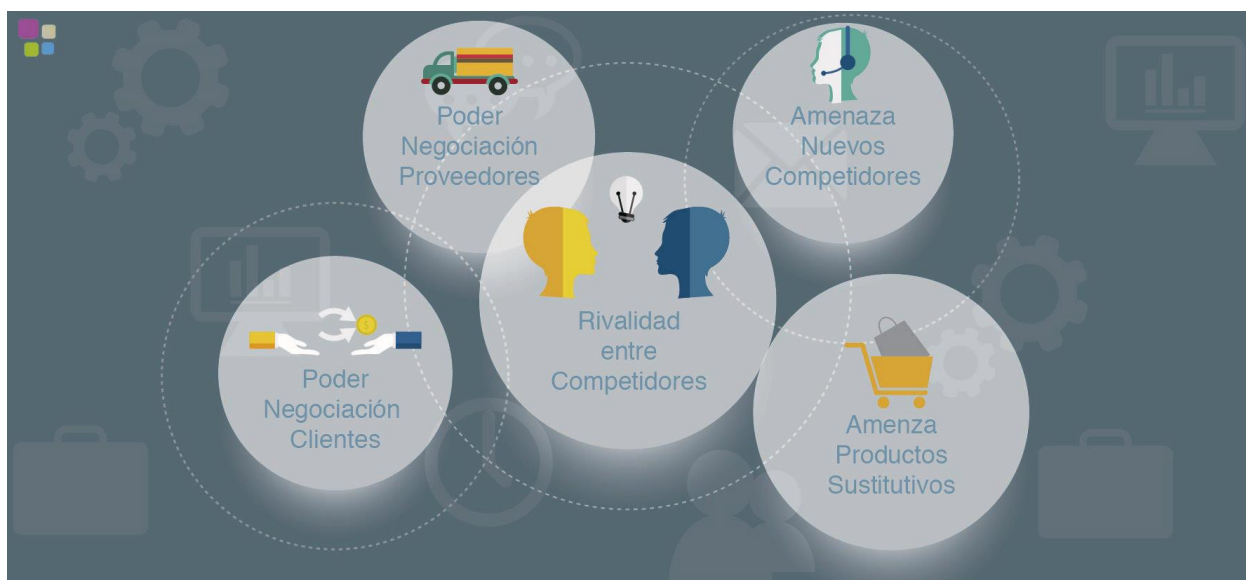 Poder
Negociación
Proveedores
Amenaza
Nuevos
Competidores
Rivalidad
entre
Competidores
Poder
Negociación
Clientes
Amenza
Productos
Sustitutivos